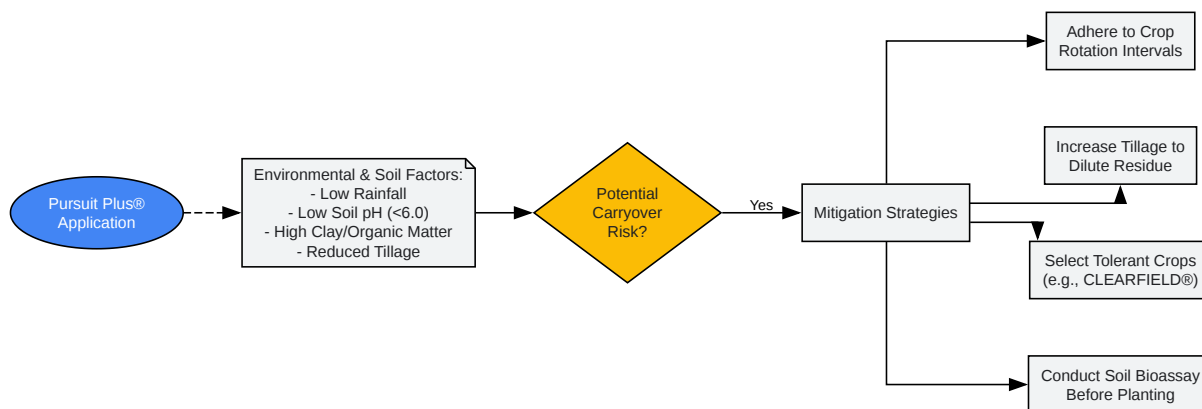 Pursuit Plus®
Application
Environmental & Soil Factors:
- Low Rainfall
- Low Soil pH (<6.0)
- High Clay/Organic Matter
- Reduced Tillage
Potential
Carryover
Risk?
Yes
Mitigation Strategies
Adhere to Crop
Rotation Intervals
Increase Tillage to
Dilute Residue
Select Tolerant Crops
(e.g., CLEARFIELD®)
Conduct Soil Bioassay
Before Planting